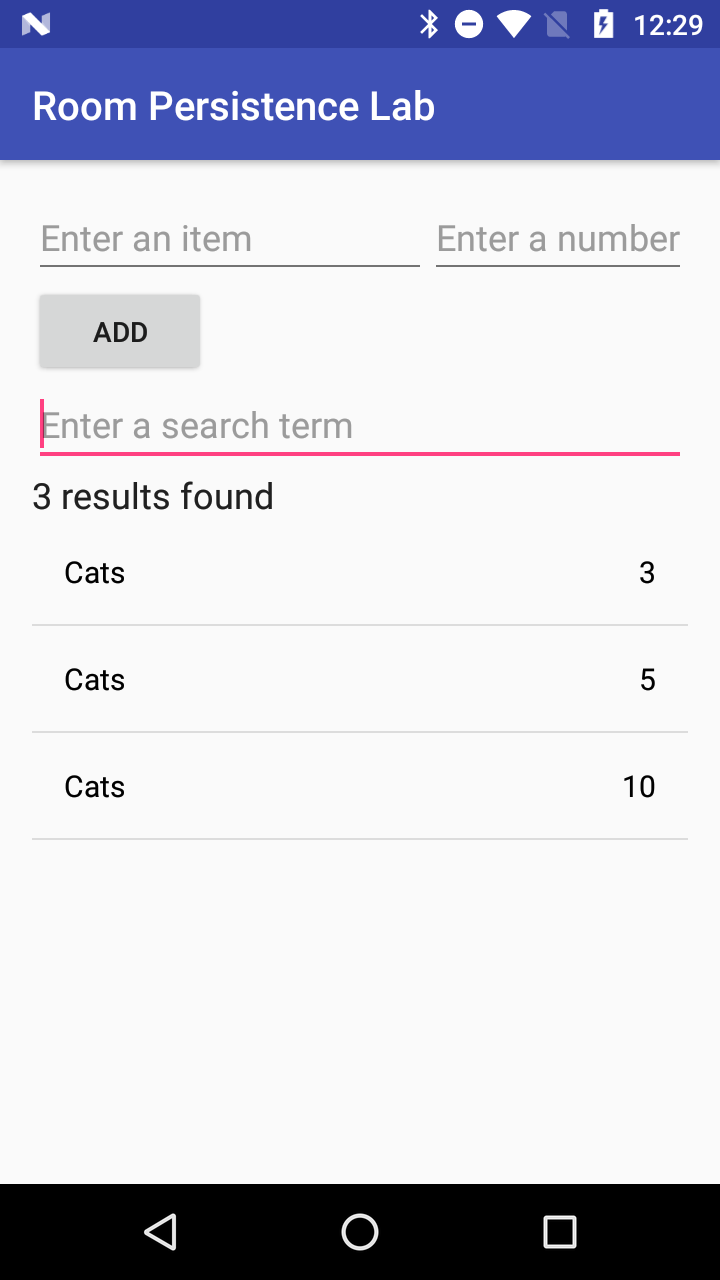 12:29
Room Persistence Lab
Enter an item Enter a number
ADD
Enter a search term
3 results found
Cats 3
Cats 5
Cats 10